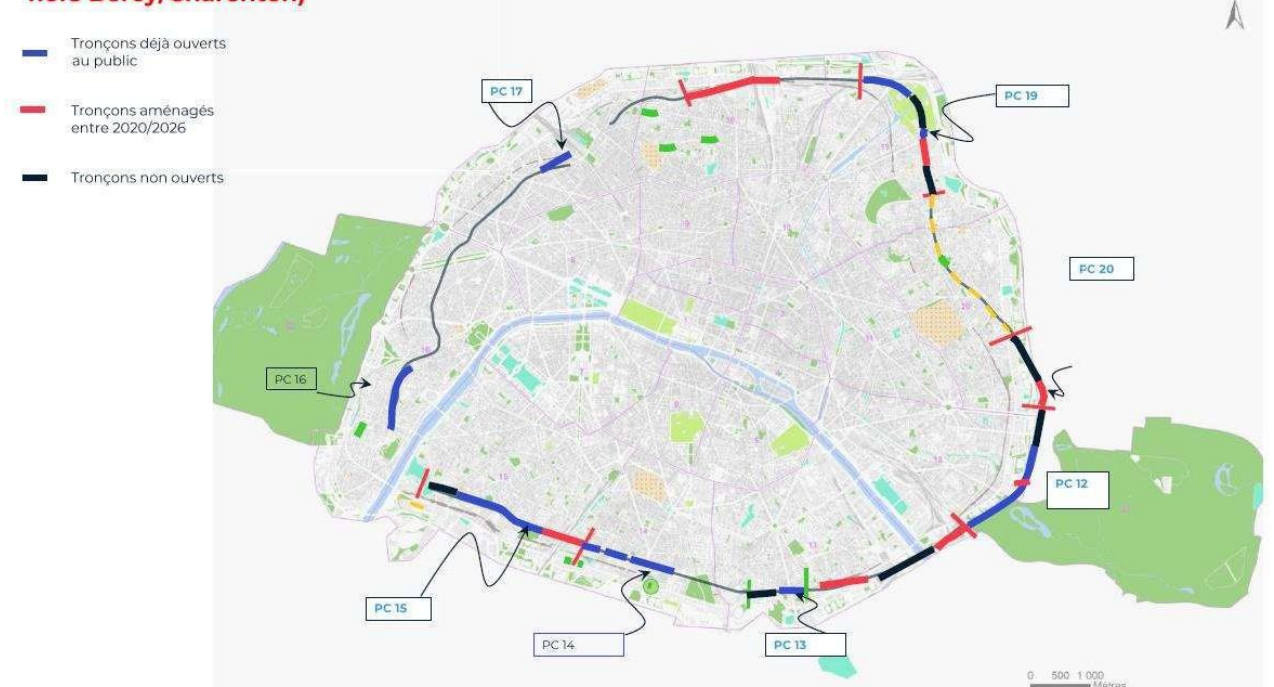 Tronçons déjà ouverts
au public
Tronçons aménagés
entre 2020/2026
Tronçons non ouverts
PC 17
PC 19
PC 20
PC 16
PC 12
PC 15
PC 14
PC 13
0 500 1 000
Mètres